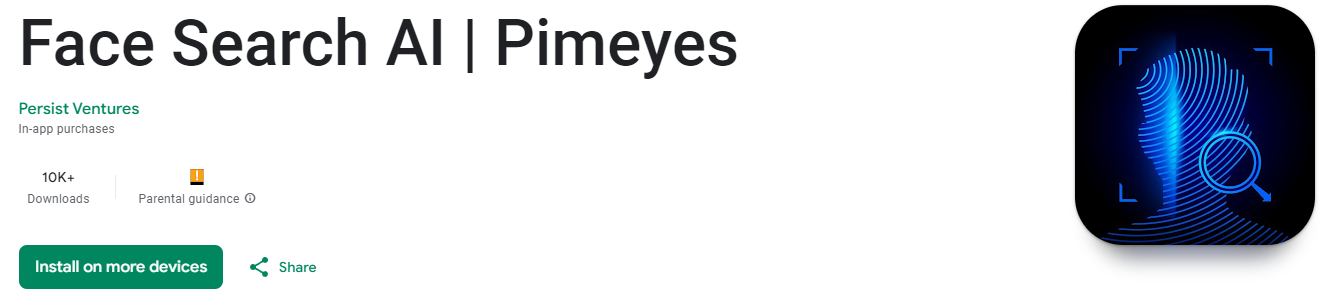 Face Search AI | Pimeyes
Persist Ventures
In-app purchases
10K+
Downloads
!
Parental guidance
Install on more devices
Share